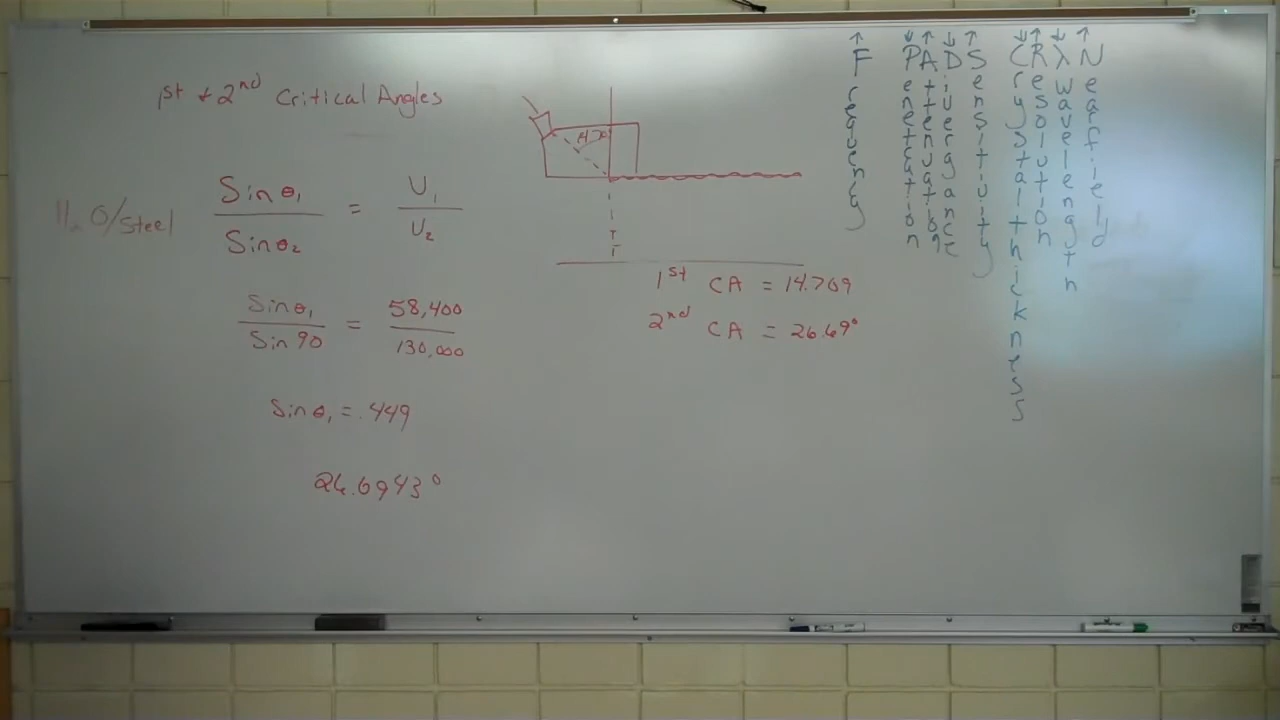 1st + 2nd Critical Angles
H2O/Steel
Sin θ1 / Sin θ2 = V1 / V2
Sin θ1 / Sin 90 = 58,400 / 130,000
Sin θ1 = .449
26.6943°
1st CA = 14.709
2nd CA = 26.69°
↑ Frequency
↓ Penetration
↑ Attenuation
↓ Divergance
↑ Sensitivity
↓ Crystal thickness
↑ Resolution
↓ λ wavelength
↑ Nearfield